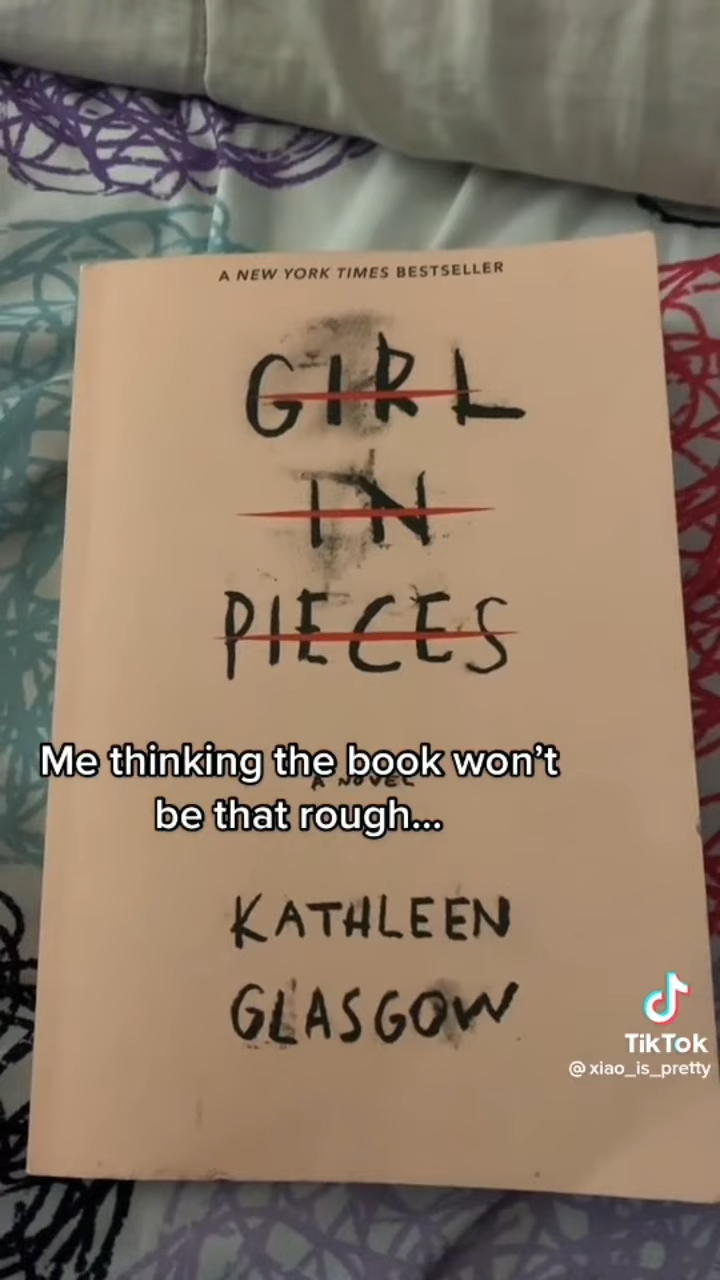 A NEW YORK TIMES BESTSELLER
GIRL
IN
PIECES
Me thinking the book won’t
A NOVEL
be that rough...
KATHLEEN
GLASGOW
TikTok
@xiao_is_pretty